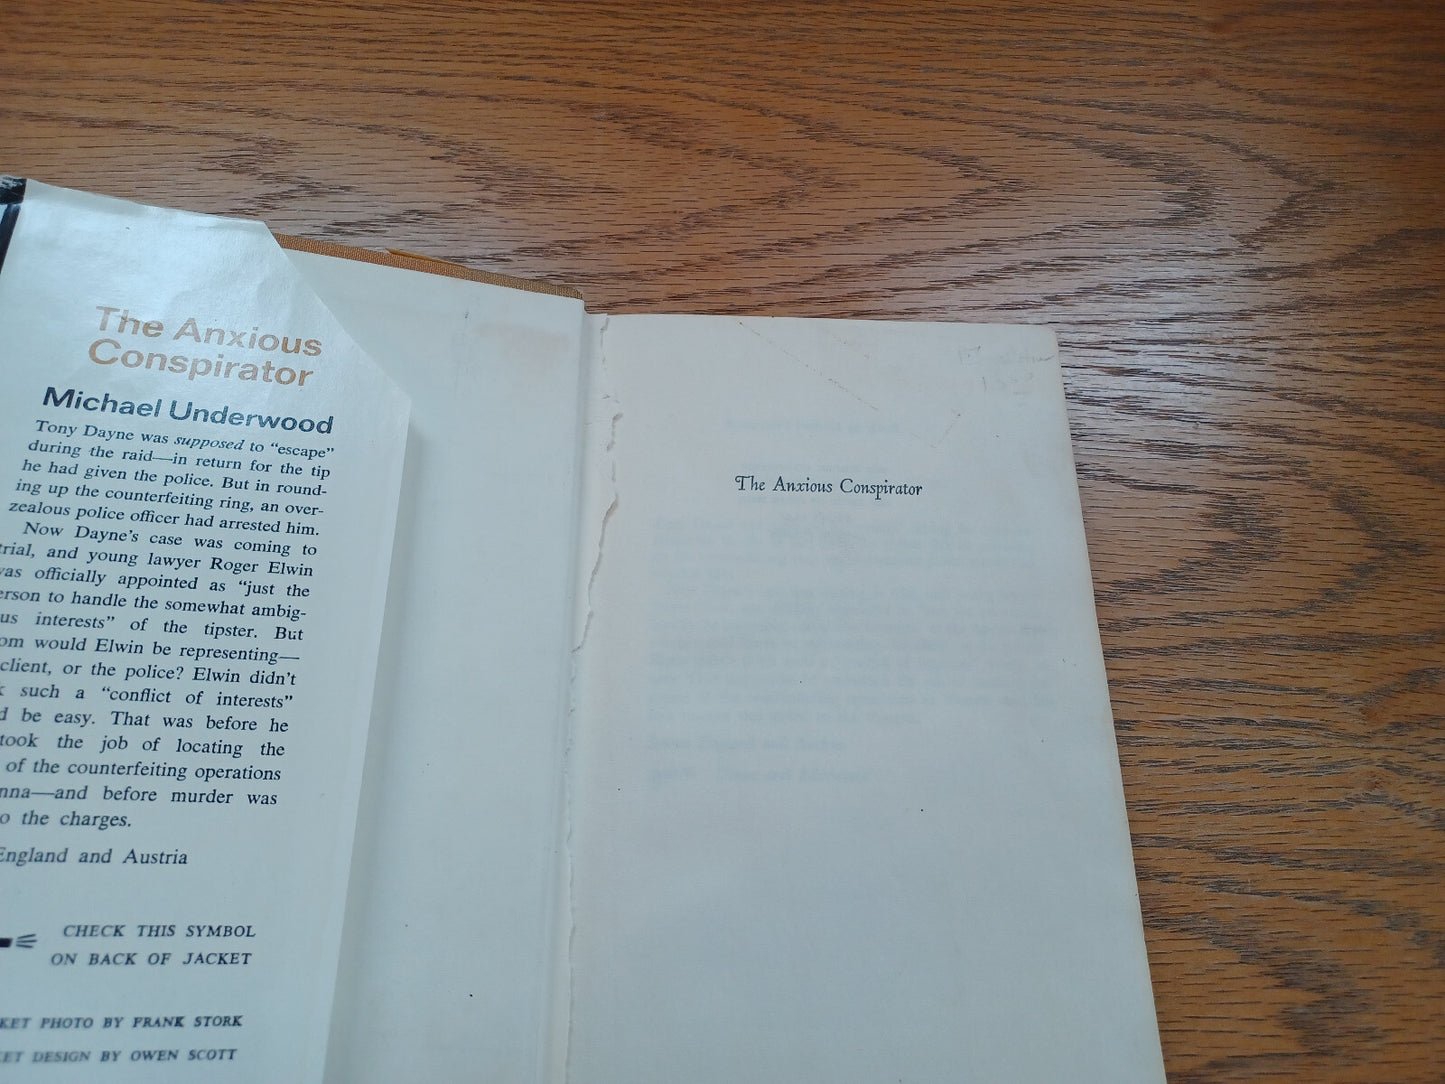 The Anxious
Conspirator
Michael Underwood
Tony Dayne was supposed to “escape”
during the raid—in return for the tip
he had given the police. But in round-
ing up the counterfeiting ring, an over-
zealous police officer had arrested him.
Now Dayne’s case was coming to
trial, and young lawyer Roger Elwin
was officially appointed as “just the
erson to handle the somewhat ambig-
us interests” of the tipster. But
om would Elwin be representing—
client, or the police? Elwin didn’t
k such a “conflict of interests”
d be easy. That was before he
took the job of locating the
of the counterfeiting operations
nna—and before murder was
o the charges.
England and Austria
CHECK THIS SYMBOL
ON BACK OF JACKET
KET PHOTO BY FRANK STORK
KET DESIGN BY OWEN SCOTT
The Anxious Conspirator